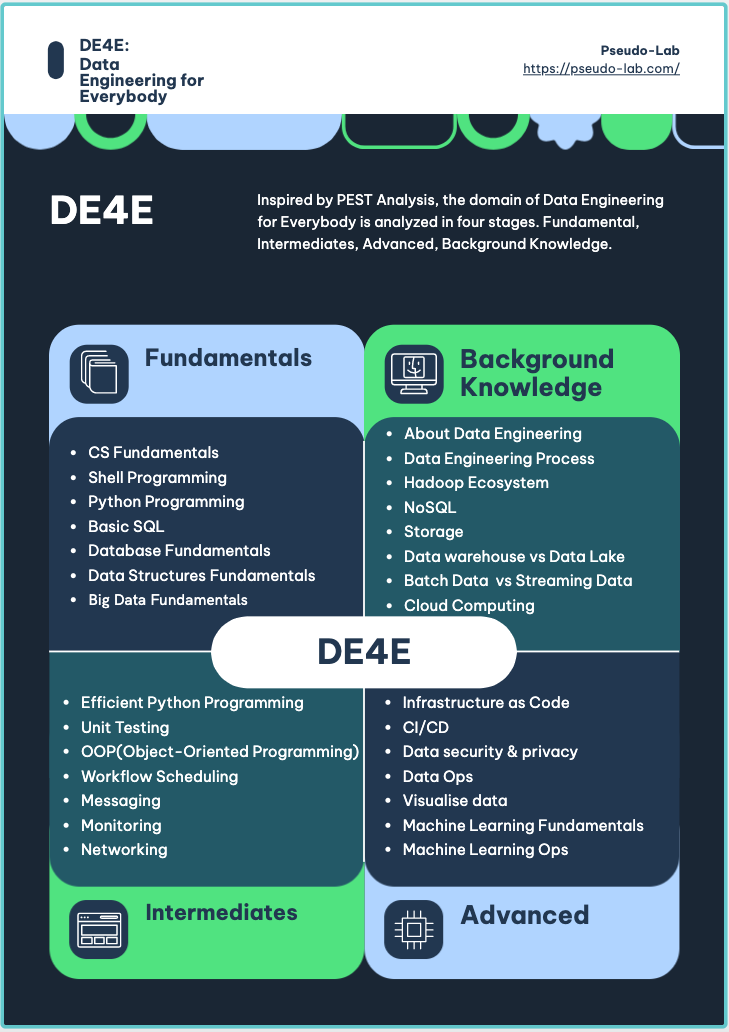 DE4E:
Data
Engineering for
Everybody
Pseudo-Lab
https://pseudo-lab.com/
DE4E
Inspired by PEST Analysis, the domain of Data Engineering
for Everybody is analyzed in four stages. Fundamental,
Intermediates, Advanced, Background Knowledge.
Fundamentals
• CS Fundamentals
• Shell Programming
• Python Programming
• Basic SQL
• Database Fundamentals
• Data Structures Fundamentals
• Big Data Fundamentals
Background
Knowledge
• About Data Engineering
• Data Engineering Process
• Hadoop Ecosystem
• NoSQL
• Storage
• Data warehouse vs Data Lake
• Batch Data vs Streaming Data
• Cloud Computing
DE4E
• Efficient Python Programming
• Unit Testing
• OOP(Object-Oriented Programming)
• Workflow Scheduling
• Messaging
• Monitoring
• Networking
Intermediates
• Infrastructure as Code
• CI/CD
• Data security & privacy
• Data Ops
• Visualise data
• Machine Learning Fundamentals
• Machine Learning Ops
Advanced